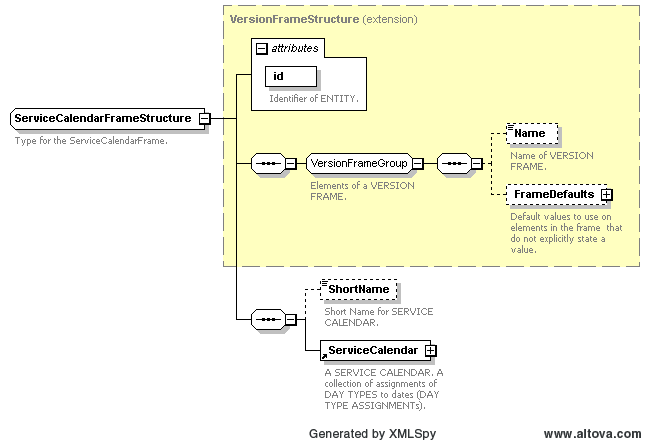 VersionFrameStructure (extension)
attributes
id
Identifier of ENTITY.
ServiceCalendarFrameStructure
Type for the ServiceCalendarFrame.
VersionFrameGroup
Elements of a VERSION
FRAME.
Name
Name of VERSION
FRAME.
FrameDefaults
Default values to use on
elements in the frame that
do not explicitly state a
value.
ShortName
Short Name for SERVICE
CALENDAR.
ServiceCalendar
A SERVICE CALENDAR. A
collection of assignments of
DAY TYPES to dates (DAY
TYPE ASSIGNMENTs).
Generated by XMLSpy
www.altova.com